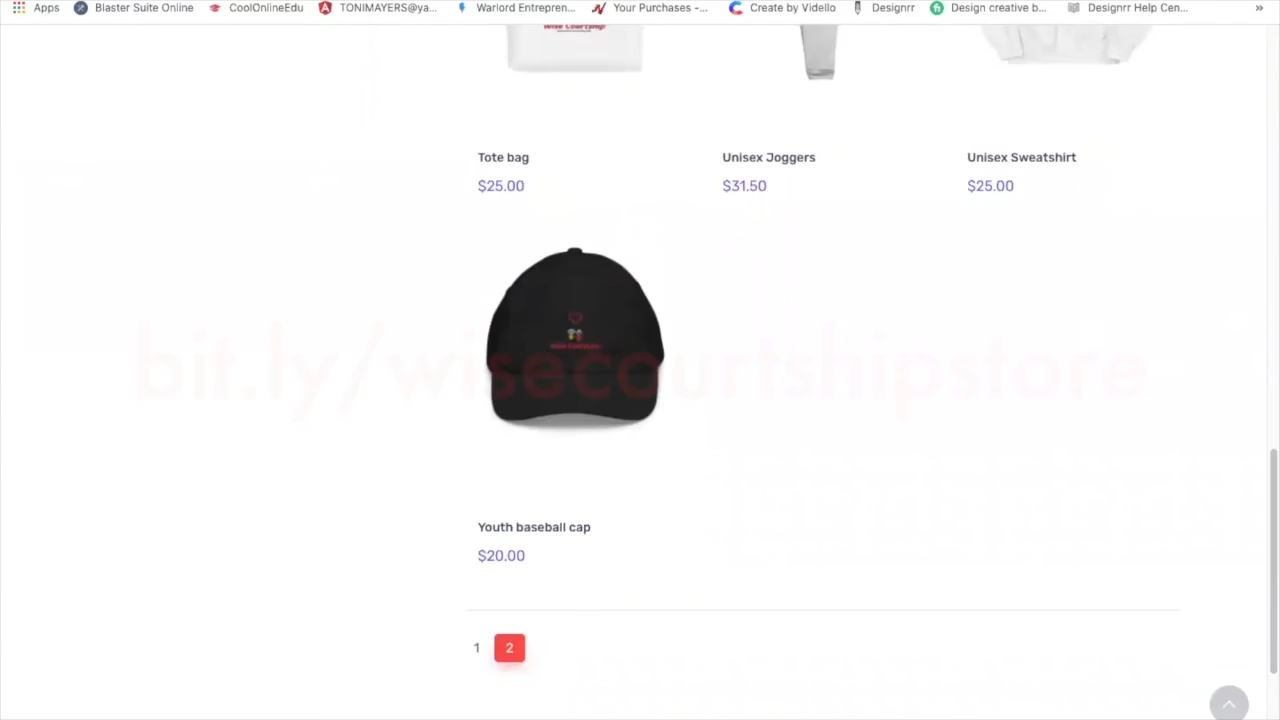 Apps Blaster Suite Online CoolOnlineEdu TONIMAYERS@ya... Warlord Entrepren... Your Purchases -... Create by Vidello Designrr Design creative b... Designrr Help Cen... »
Wise Courtship
Tote bag Unisex Joggers Unisex Sweatshirt
$25.00 $31.50 $25.00
bit.ly/wisecourtshipstore
Youth baseball cap
$20.00
1 2